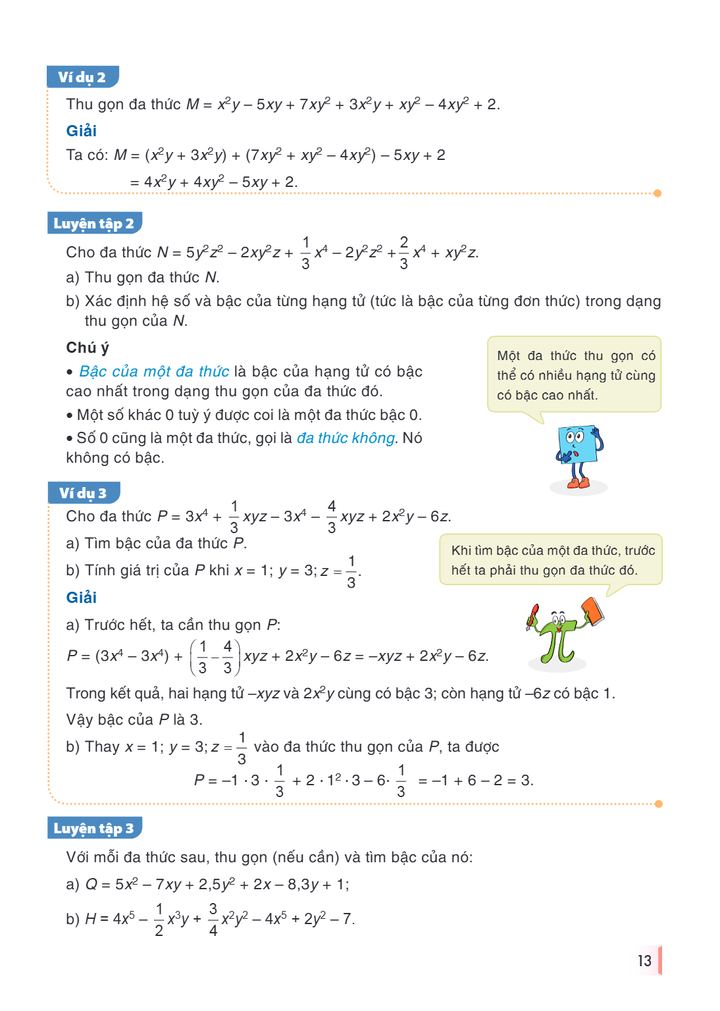 Ví dụ 2
Thu gọn đa thức M = x²y – 5xy + 7xy² + 3x²y + xy² – 4xy² + 2.
Giải
Ta có: M = (x²y + 3x²y) + (7xy² + xy² – 4xy²) – 5xy + 2
= 4x²y + 4xy² – 5xy + 2.
Luyện tập 2
Cho đa thức N = 5y²z² – 2xy²z + 1/3 x⁴ – 2y²z² + 2/3 x⁴ + xy²z.
a) Thu gọn đa thức N.
b) Xác định hệ số và bậc của từng hạng tử (tức là bậc của từng đơn thức) trong dạng
thu gọn của N.
Chú ý
• Bậc của một đa thức là bậc của hạng tử có bậc
cao nhất trong dạng thu gọn của đa thức đó.
• Một số khác 0 tuỳ ý được coi là một đa thức bậc 0.
• Số 0 cũng là một đa thức, gọi là đa thức không. Nó
không có bậc.
Một đa thức thu gọn có
thể có nhiều hạng tử cùng
có bậc cao nhất.
Ví dụ 3
Cho đa thức P = 3x⁴ + 1/3 xyz – 3x⁴ – 4/3 xyz + 2x²y – 6z.
a) Tìm bậc của đa thức P.
b) Tính giá trị của P khi x = 1; y = 3; z = 1/3.
Khi tìm bậc của một đa thức, trước
hết ta phải thu gọn đa thức đó.
Giải
a) Trước hết, ta cần thu gọn P:
P = (3x⁴ – 3x⁴) + (1/3 – 4/3) xyz + 2x²y – 6z = –xyz + 2x²y – 6z.
Trong kết quả, hai hạng tử –xyz và 2x²y cùng có bậc 3; còn hạng tử –6z có bậc 1.
Vậy bậc của P là 3.
b) Thay x = 1; y = 3; z = 1/3 vào đa thức thu gọn của P, ta được
P = –1 · 3 · 1/3 + 2 · 1² · 3 – 6 · 1/3 = –1 + 6 – 2 = 3.
Luyện tập 3
Với mỗi đa thức sau, thu gọn (nếu cần) và tìm bậc của nó:
a) Q = 5x² – 7xy + 2,5y² + 2x – 8,3y + 1;
b) H = 4x⁵ – 1/2 x³y + 3/4 x²y² – 4x⁵ + 2y² – 7.
13